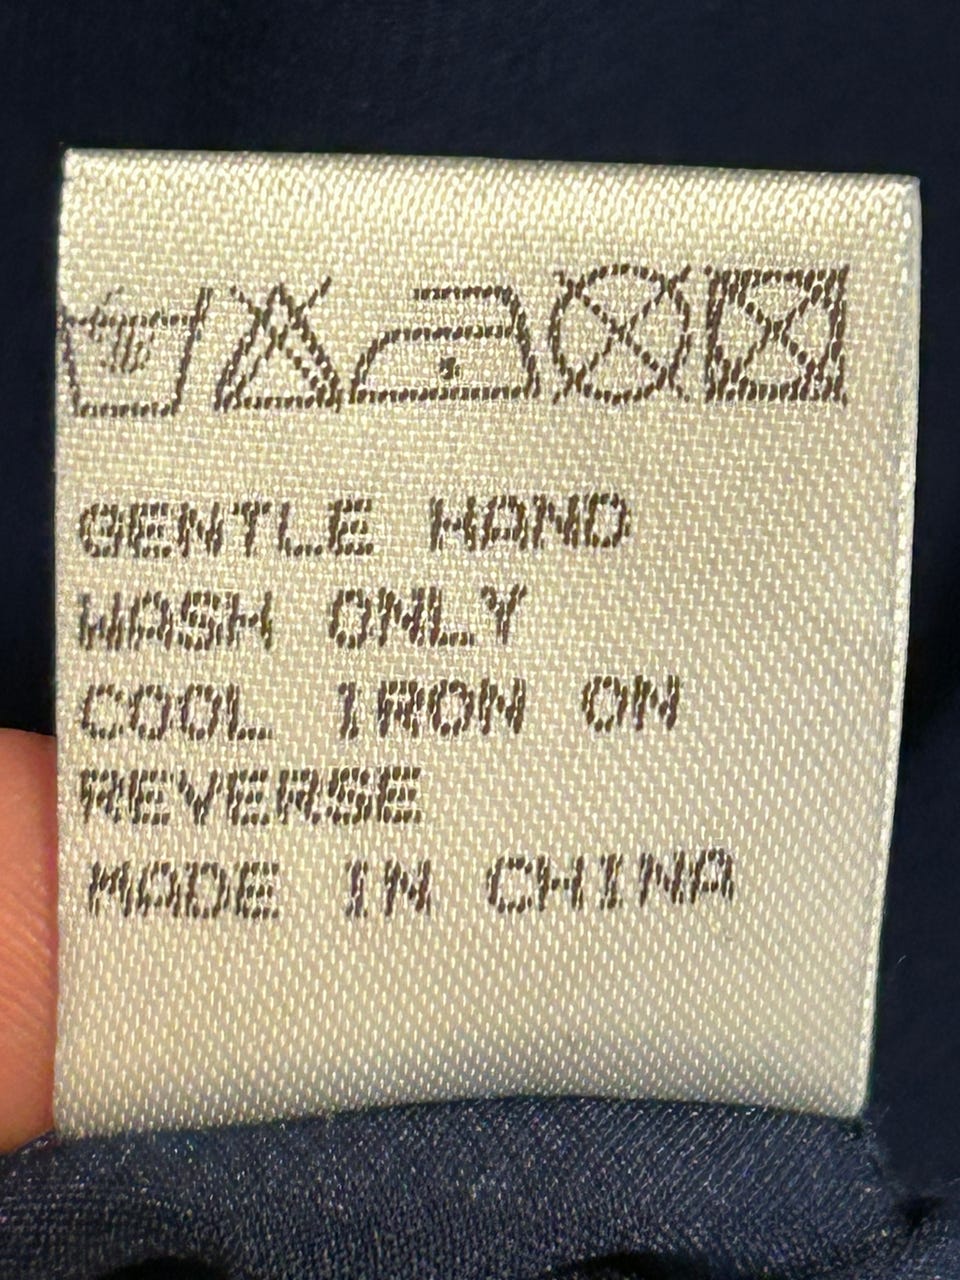 GENTLE HAND
WASH ONLY
COOL IRON ON
REVERSE
MADE IN CHINA